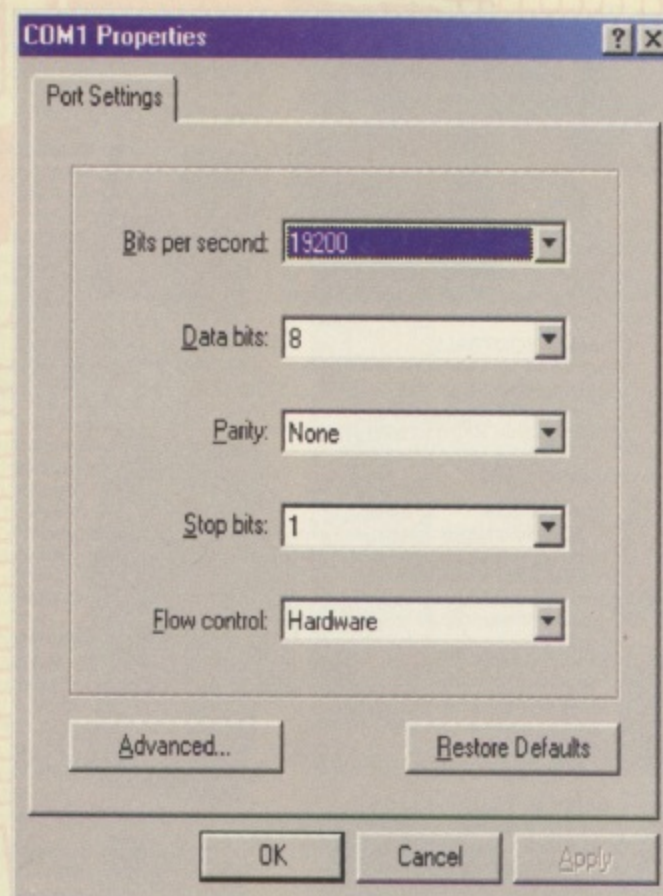 COM1 Properties
Port Settings
Bits per second: 19200
Data bits: 8
Parity: None
Stop bits: 1
Flow control: Hardware
Advanced...
Restore Defaults
OK
Cancel
Apply